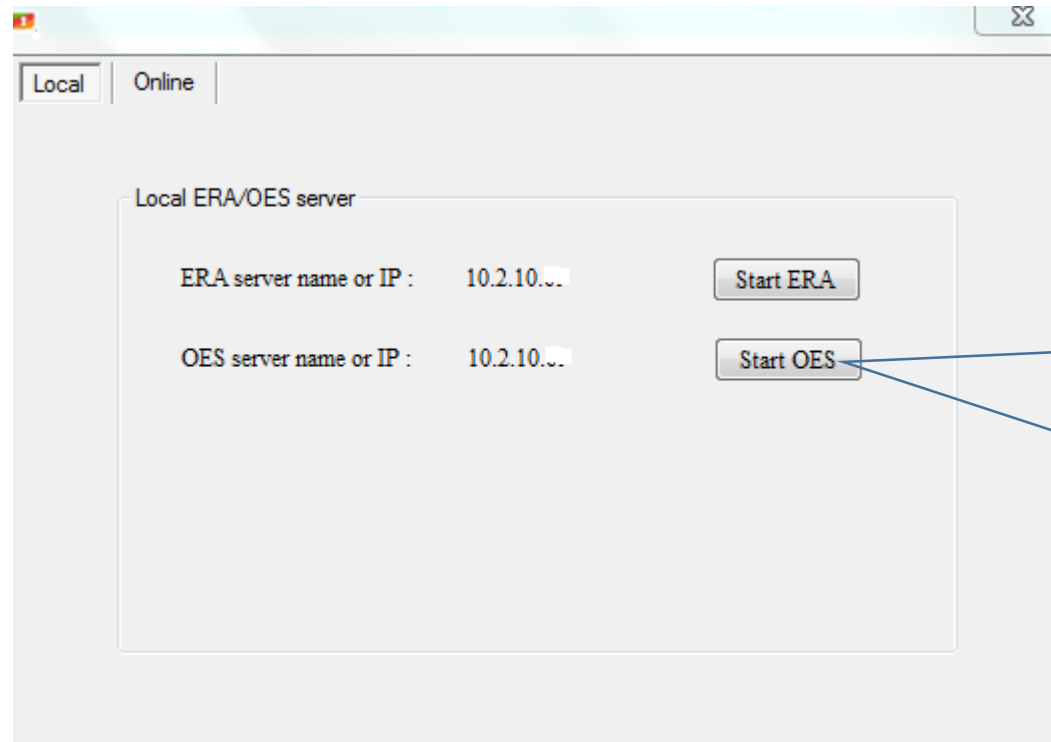 Local Online
Local ERA/OES server
ERA server name or IP : 10.2.10. Start ERA
OES server name or IP : 10.2.10. Start OES